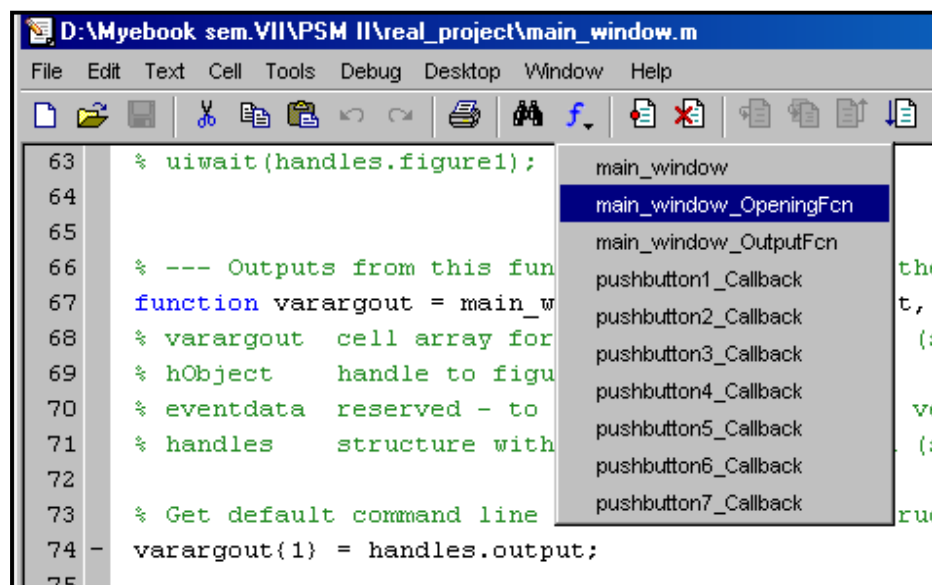 D:\Myebook sem.VII\PSM II\real_project\main_window.m
File Edit Text Cell Tools Debug Desktop Window Help
63 % uiwait(handles.figure1);
64
65
66 % --- Outputs from this fun the
67 function varargout = main_w t,
68 % varargout cell array for (
69 % hObject handle to figu
70 % eventdata reserved - to v
71 % handles structure with (
72
73 % Get default command line ru
74 - varargout{1} = handles.output;
75
main_window
main_window_OpeningFcn
main_window_OutputFcn
pushbutton1_Callback
pushbutton2_Callback
pushbutton3_Callback
pushbutton4_Callback
pushbutton5_Callback
pushbutton6_Callback
pushbutton7_Callback